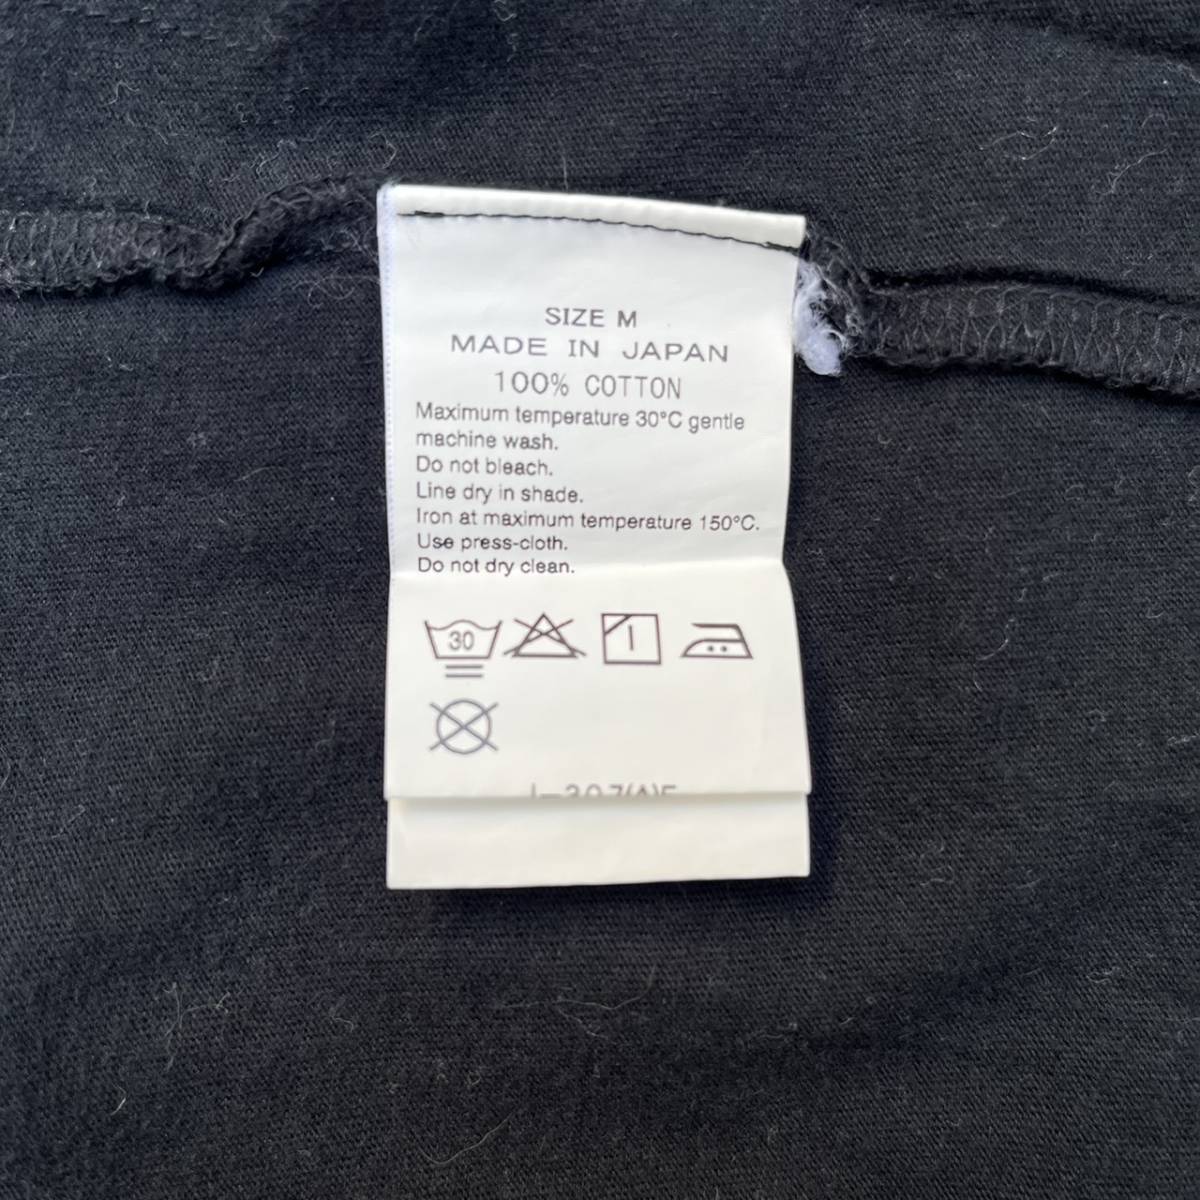 SIZE M
MADE IN JAPAN
100% COTTON
Maximum temperature 30°C gentle
machine wash.
Do not bleach.
Line dry in shade.
Iron at maximum temperature 150°C.
Use press-cloth.
Do not dry clean.
30